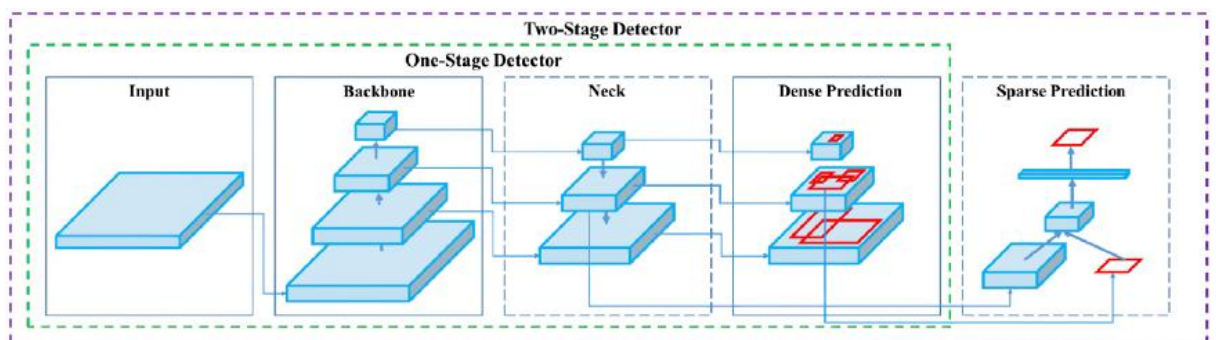 Two-Stage Detector
One-Stage Detector
Input
Backbone
Neck
Dense Prediction
Sparse Prediction